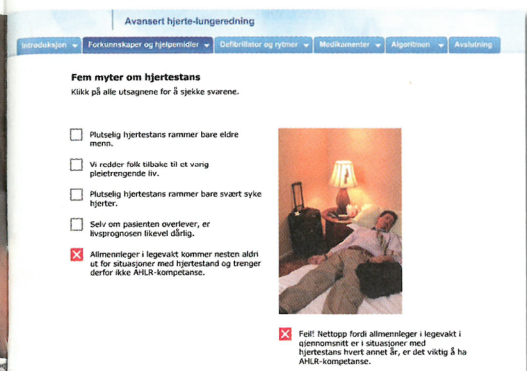 Avansert hjerte-lungeredning
Introduksjon
Forkunnskaper og hjelpemidler
Defibrillator og rytmer
Medikamenter
Algoritmen
Avslutning
Fem myter om hjertestans
Klikk på alle utsagnene for å sjekke svarene.
Plutselig hjertestans rammer bare eldre
menn.
Vi redder folk tilbake til et varig
pleietrengende liv.
Plutselig hjertestans rammer bare svært syke
hjerter.
Selv om pasienten overlever, er
livsprognosen likevel dårlig.
Allmennleger i legevakt kommer nesten aldri
ut for situasjoner med hjertestand og trenger
derfor ikke AHLR-kompetanse.
Feil! Nettopp fordi allmennleger i legevakt i
gjennomsnitt er i situasjoner med
hjertestans hvert annet år, er det viktig å ha
AHLR-kompetanse.